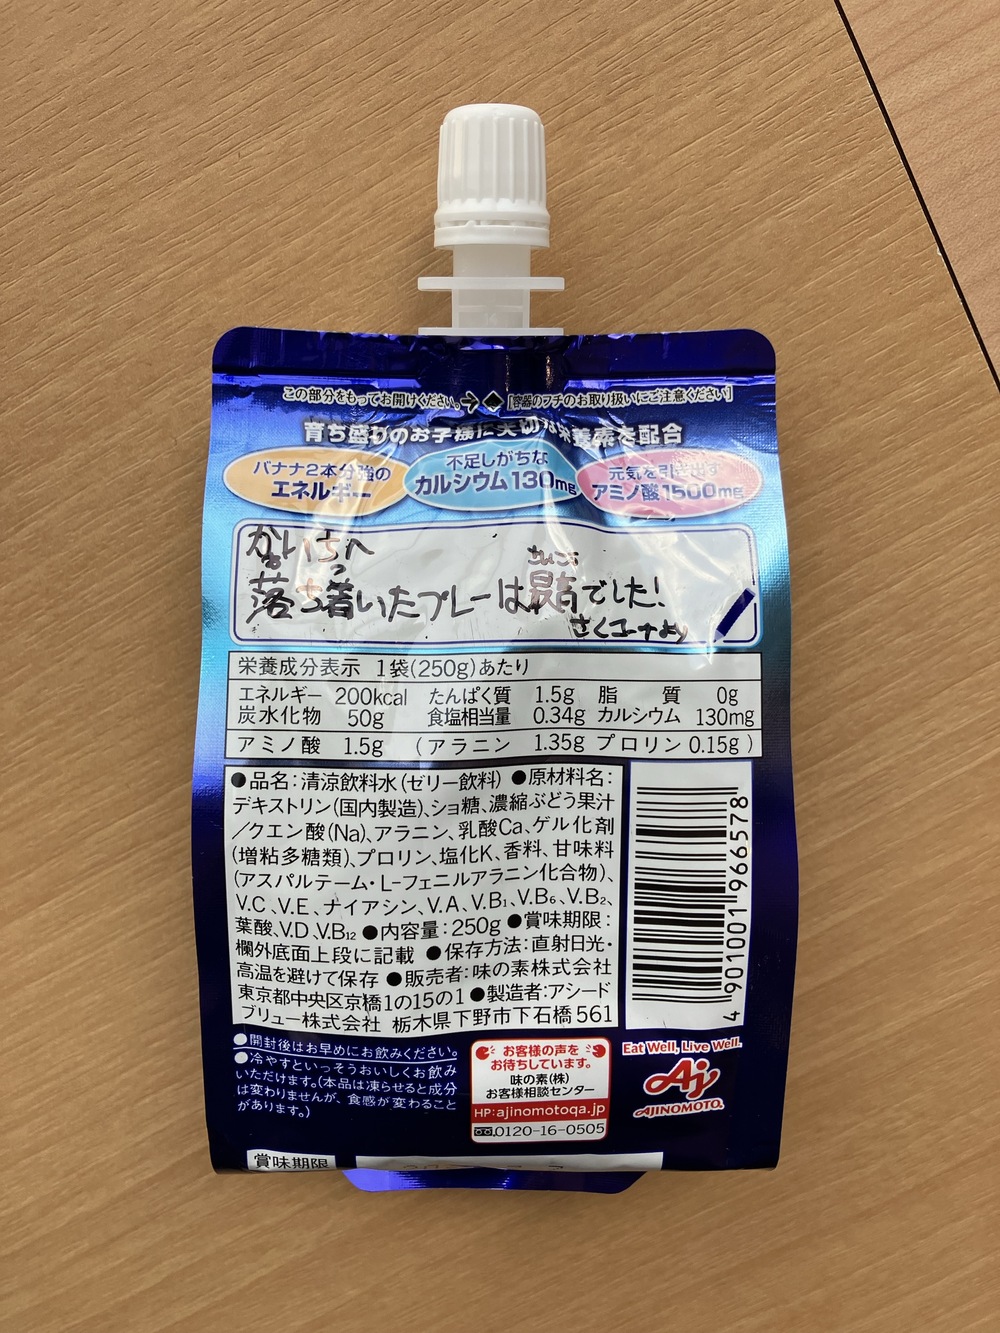 この部分をもってお開けください。→◆[容器のフチのお取り扱いにご注意ください]
育ち盛りのお子様に大切な栄養素を配合
バナナ2本分強の
エネルギー
不足しがちな
カルシウム130mg
元気を引き出す
アミノ酸1500mg
かいちへ
さいこう
落ち着いたプレーは最高でした!
さくコーチより
栄養成分表示 1袋(250g)あたり
エネルギー 200kcal たんぱく質 1.5g 脂質 0g
炭水化物 50g 食塩相当量 0.34g カルシウム 130mg
アミノ酸 1.5g (アラニン 1.35g プロリン 0.15g)
●品名:清涼飲料水(ゼリー飲料) ●原材料名:
デキストリン(国内製造)、ショ糖、濃縮ぶどう果汁
/クエン酸(Na)、アラニン、乳酸Ca、ゲル化剤
(増粘多糖類)、プロリン、塩化K、香料、甘味料
(アスパルテーム・L-フェニルアラニン化合物)、
V.C、V.E、ナイアシン、V.A、V.B1、V.B6、V.B2、
葉酸、V.D、V.B12 ●内容量:250g ●賞味期限:
欄外底面上段に記載 ●保存方法:直射日光・
高温を避けて保存 ●販売者:味の素株式会社
東京都中央区京橋1の15の1 ●製造者:アシード
ブリュー株式会社 栃木県下野市下石橋561
4 901001 966578
●開封後はお早めにお飲みください。
●冷やすといっそうおいしくお飲み
いただけます。(本品は凍らせると成分
は変わりませんが、食感が変わること
があります。)
お客様の声を
お待ちしています。
味の素(株)
お客様相談センター
HP:ajinomotoqa.jp
0120-16-0505
Eat Well, Live Well.
Aj
AJINOMOTO.
賞味期限